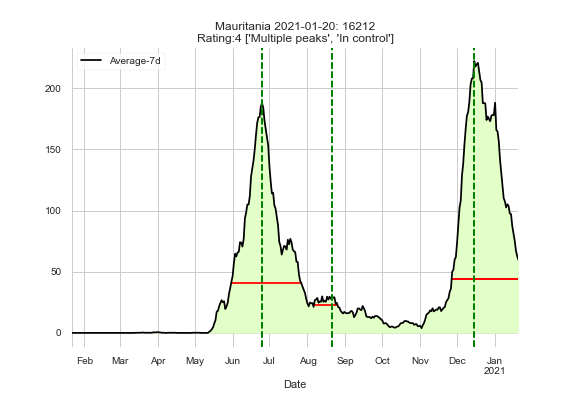 Mauritania 2021-01-20: 16212
Rating:4 ['Multiple peaks', 'In control']
Average-7d
200
150
100
50
0
Feb Mar Apr May Jun Jul Aug Sep Oct Nov Dec Jan
2021
Date